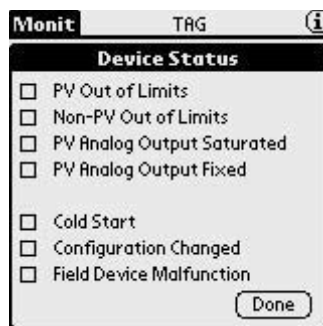 Monit TAG i
Device Status
PV Out of Limits
Non-PV Out of Limits
PV Analog Output Saturated
PV Analog Output Fixed
Cold Start
Configuration Changed
Field Device Malfunction
Done